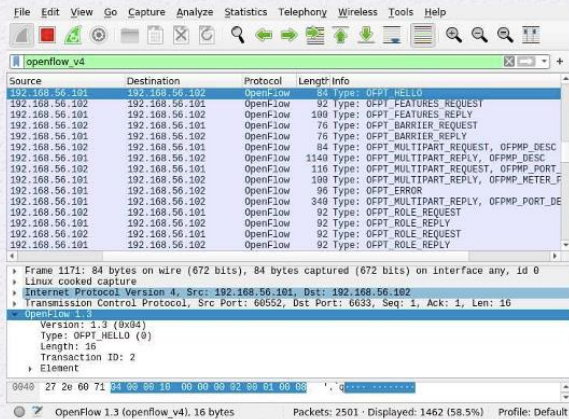 File Edit View Go Capture Analyze Statistics Telephony Wireless Tools Help
openflow_v4
Source Destination Protocol Length Info
192.168.56.101 192.168.56.102 OpenFlow 84 Type: OFPT_HELLO
192.168.56.102 192.168.56.101 OpenFlow 92 Type: OFPT_FEATURES_REQUEST
192.168.56.101 192.168.56.102 OpenFlow 100 Type: OFPT_FEATURES_REPLY
192.168.56.102 192.168.56.101 OpenFlow 76 Type: OFPT_BARRIER_REQUEST
192.168.56.101 192.168.56.102 OpenFlow 76 Type: OFPT_BARRIER_REPLY
192.168.56.102 192.168.56.101 OpenFlow 84 Type: OFPT_MULTIPART_REQUEST, OFPMP_DESC
192.168.56.101 192.168.56.102 OpenFlow 1140 Type: OFPT_MULTIPART_REPLY, OFPMP_DESC
192.168.56.102 192.168.56.101 OpenFlow 116 Type: OFPT_MULTIPART_REQUEST, OFPMP_PORT_
192.168.56.101 192.168.56.102 OpenFlow 100 Type: OFPT_MULTIPART_REPLY, OFPMP_METER_F
192.168.56.101 192.168.56.102 OpenFlow 96 Type: OFPT_ERROR
192.168.56.101 192.168.56.102 OpenFlow 340 Type: OFPT_MULTIPART_REPLY, OFPMP_PORT_DE
192.168.56.102 192.168.56.101 OpenFlow 92 Type: OFPT_ROLE_REQUEST
192.168.56.101 192.168.56.102 OpenFlow 92 Type: OFPT_ROLE_REPLY
192.168.56.102 192.168.56.101 OpenFlow 92 Type: OFPT_ROLE_REQUEST
192.168.56.101 192.168.56.102 OpenFlow 92 Type: OFPT_ROLE_REPLY
Frame 1171: 84 bytes on wire (672 bits), 84 bytes captured (672 bits) on interface any, id 0
Linux cooked capture
Internet Protocol Version 4, Src: 192.168.56.101, Dst: 192.168.56.102
Transmission Control Protocol, Src Port: 60552, Dst Port: 6633, Seq: 1, Ack: 1, Len: 16
OpenFlow 1.3
Version: 1.3 (0x04)
Type: OFPT_HELLO (0)
Length: 16
Transaction ID: 2
Element
0040 27 2e 60 71 04 00 00 10 00 00 00 02 00 01 00 08 '.`q···· ········
OpenFlow 1.3 (openflow_v4), 16 bytes Packets: 2501 · Displayed: 1462 (58.5%) Profile: Default